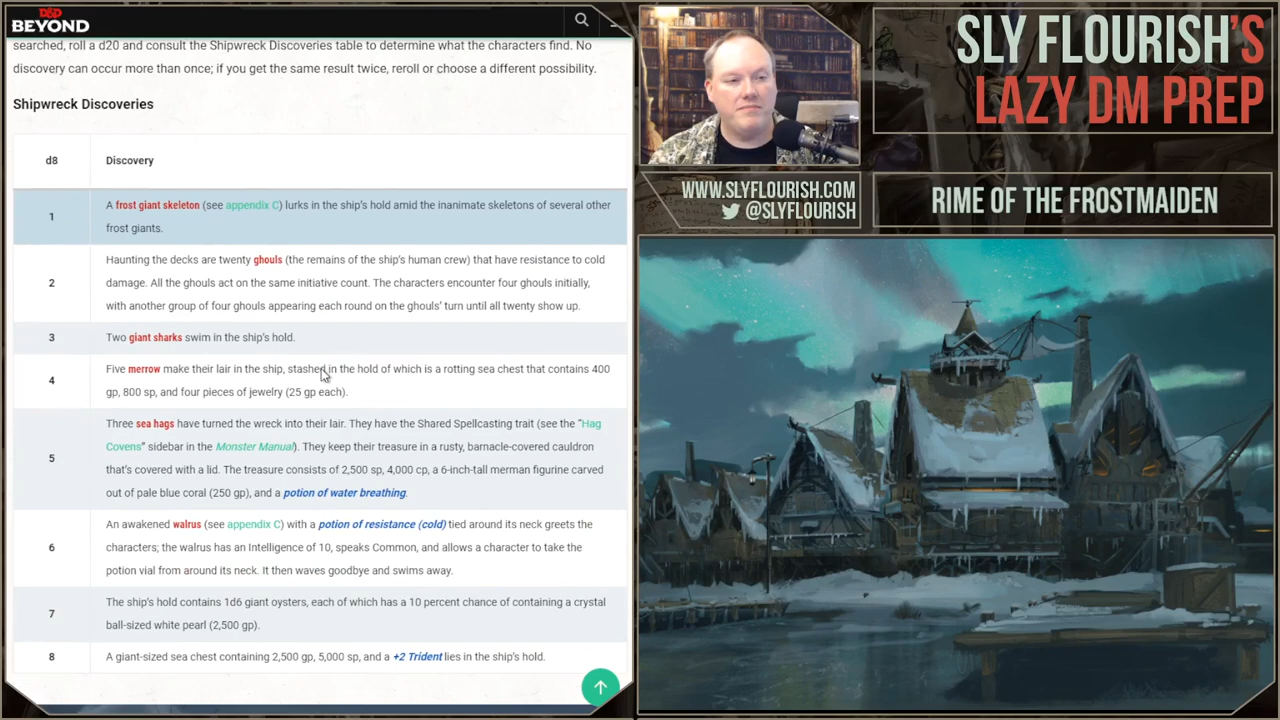 D&D
BEYOND
searched, roll a d20 and consult the Shipwreck Discoveries table to determine what the characters find. No
discovery can occur more than once; if you get the same result twice, reroll or choose a different possibility.
Shipwreck Discoveries
d8 Discovery
1 A frost giant skeleton (see appendix C) lurks in the ship's hold amid the inanimate skeletons of several other
frost giants.
2 Haunting the decks are twenty ghouls (the remains of the ship's human crew) that have resistance to cold
damage. All the ghouls act on the same initiative count. The characters encounter four ghouls initially,
with another group of four ghouls appearing each round on the ghouls' turn until all twenty show up.
3 Two giant sharks swim in the ship's hold.
4 Five merrow make their lair in the ship, stashed in the hold of which is a rotting sea chest that contains 400
gp, 800 sp, and four pieces of jewelry (25 gp each).
5 Three sea hags have turned the wreck into their lair. They have the Shared Spellcasting trait (see the "Hag
Covens" sidebar in the Monster Manual). They keep their treasure in a rusty, barnacle-covered cauldron
that's covered with a lid. The treasure consists of 2,500 sp, 4,000 cp, a 6-inch-tall merman figurine carved
out of pale blue coral (250 gp), and a potion of water breathing.
6 An awakened walrus (see appendix C) with a potion of resistance (cold) tied around its neck greets the
characters; the walrus has an Intelligence of 10, speaks Common, and allows a character to take the
potion vial from around its neck. It then waves goodbye and swims away.
7 The ship's hold contains 1d6 giant oysters, each of which has a 10 percent chance of containing a crystal
ball-sized white pearl (2,500 gp).
8 A giant-sized sea chest containing 2,500 gp, 5,000 sp, and a +2 Trident lies in the ship's hold.
SLY FLOURISH'S
LAZY DM PREP
WWW.SLYFLOURISH.COM
@SLYFLOURISH
RIME OF THE FROSTMAIDEN